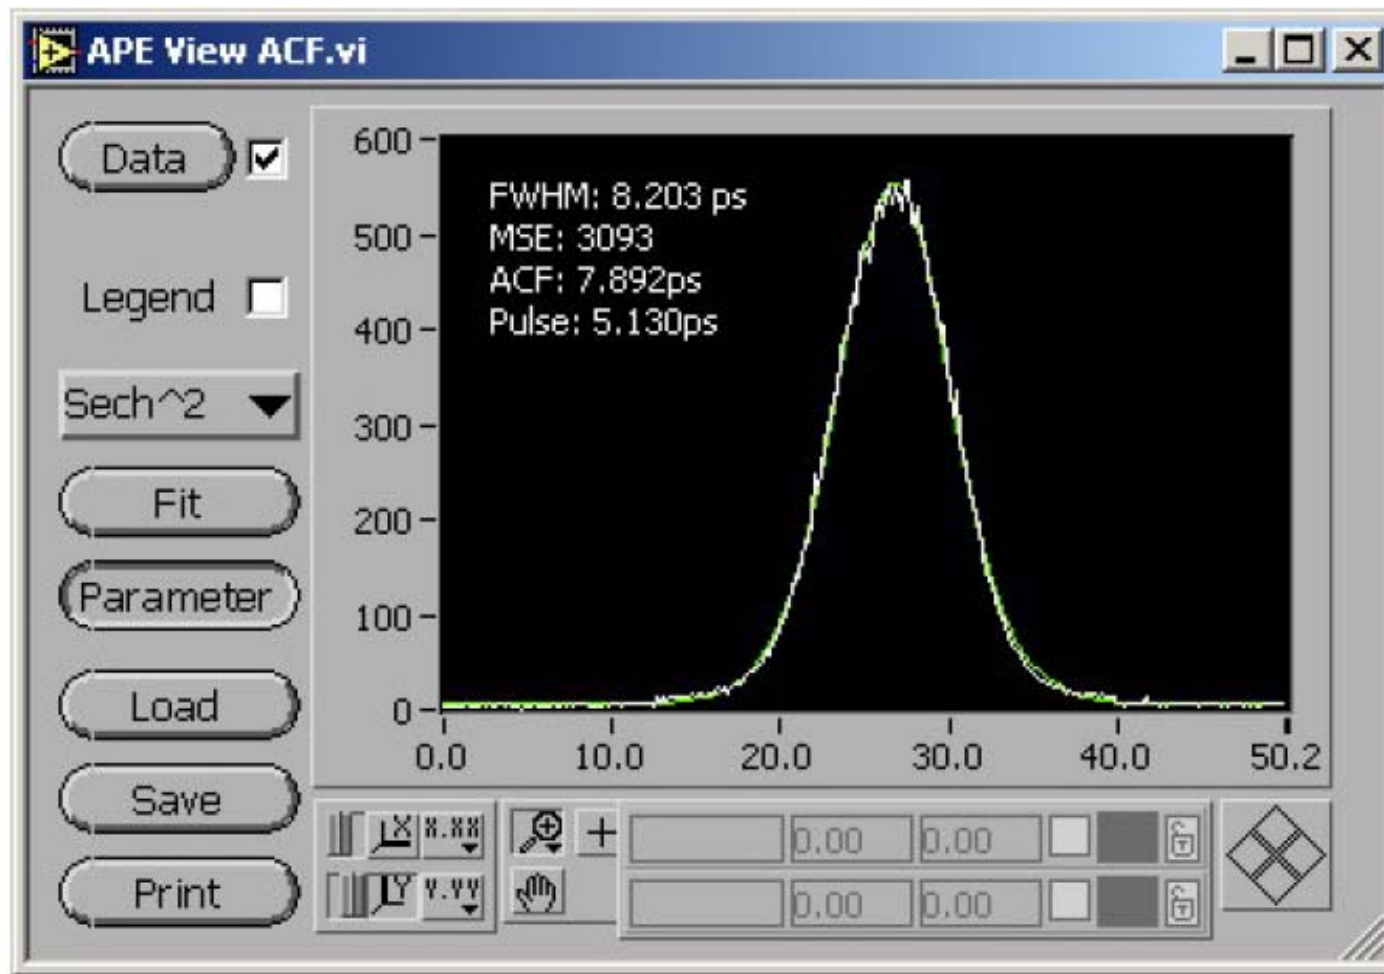 APE View ACF.vi
Data
Legend
Sech^2
Fit
Parameter
Load
Save
Print
FWHM: 8.203 ps
MSE: 3093
ACF: 7.892ps
Pulse: 5.130ps
600
500
400
300
200
100
0
0.0 10.0 20.0 30.0 40.0 50.2
X X.XX 0.00 0.00
Y Y.YY 0.00 0.00